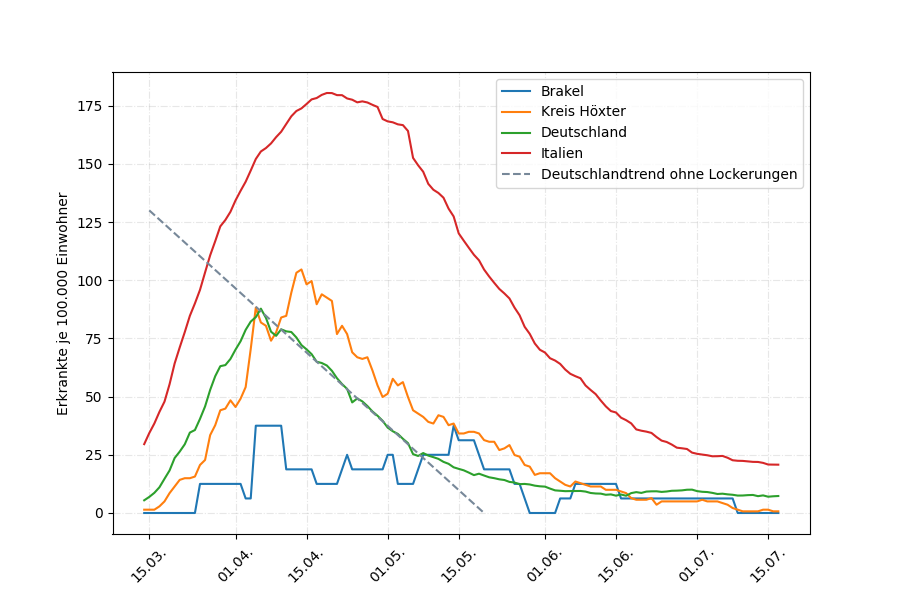 Erkrankte je 100.000 Einwohner
175
150
125
100
75
50
25
0
Brakel
Kreis Höxter
Deutschland
Italien
Deutschlandtrend ohne Lockerungen
15.03.
01.04.
15.04.
01.05.
15.05.
01.06.
15.06.
01.07.
15.07.